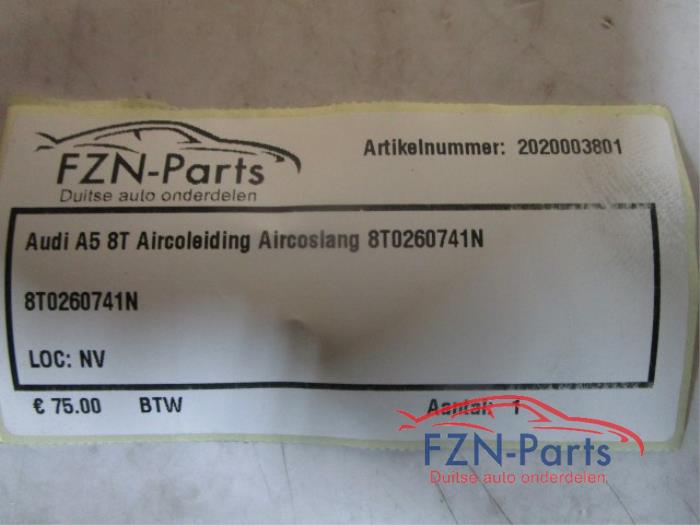 FZN-Parts
Duitse auto onderdelen
Artikelnummer: 2020003801
Audi A5 8T Aircoleiding Aircoslang 8T0260741N
8T0260741N
LOC: NV
€ 75.00 BTW Aantal: 1
FZN-Parts
Duitse auto onderdelen